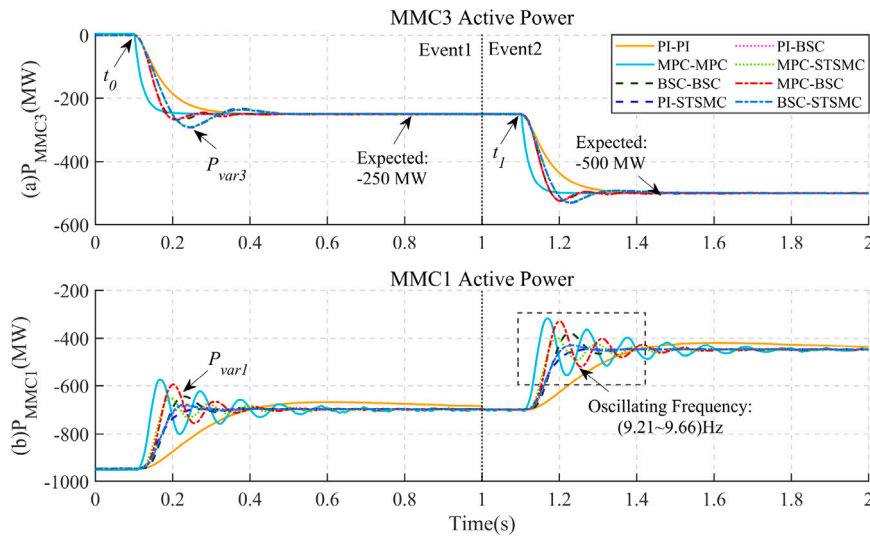 MMC3 Active Power
(a)P_MMC3(MW)
0
-200
-400
-600
t_0
P_var3
Event1
Event2
Expected:
-250 MW
t_1
Expected:
-500 MW
PI-PI
MPC-MPC
BSC-BSC
PI-STSMC
PI-BSC
MPC-STSMC
MPC-BSC
BSC-STSMC
0 0.2 0.4 0.6 0.8 1 1.2 1.4 1.6 1.8 2
MMC1 Active Power
(b)P_MMC1(MW)
-200
-400
-600
-800
-1000
P_var1
Oscillating Frequency:
(9.21~9.66)Hz
0 0.2 0.4 0.6 0.8 1 1.2 1.4 1.6 1.8 2
Time(s)